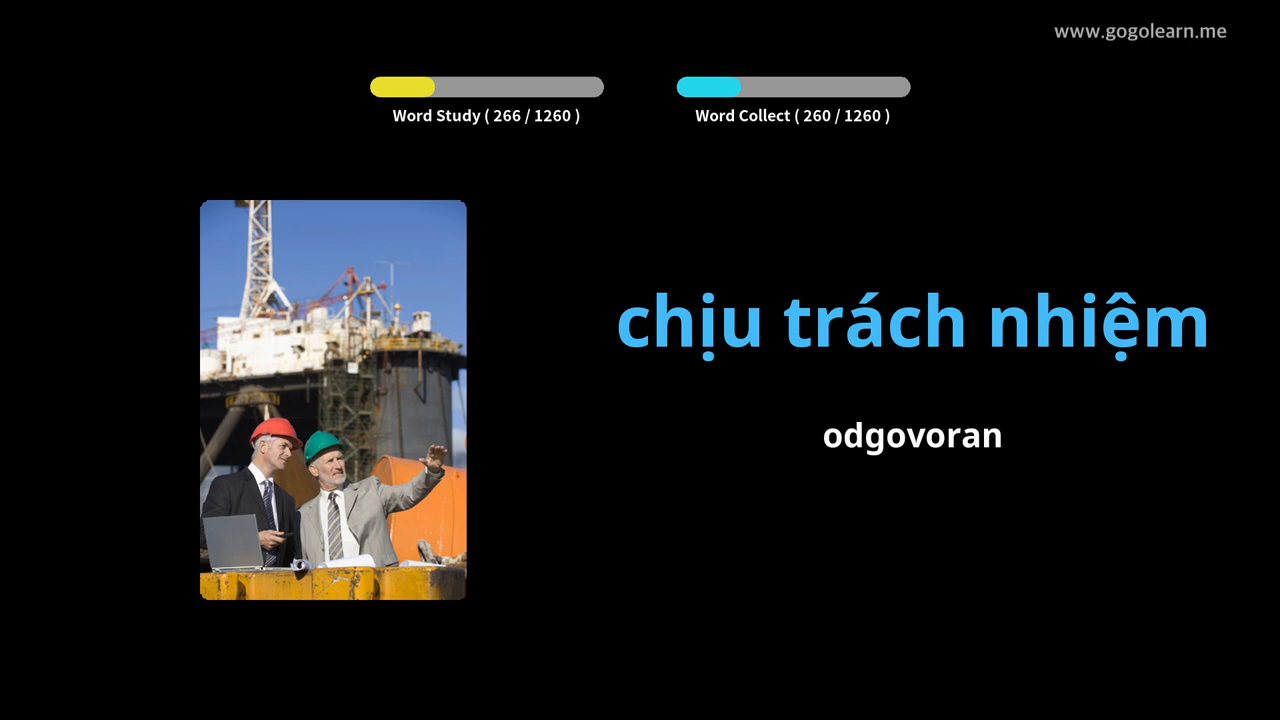 www.gogolearn.me
Word Study ( 266 / 1260 )
Word Collect ( 260 / 1260 )
chịu trách nhiệm
odgovoran